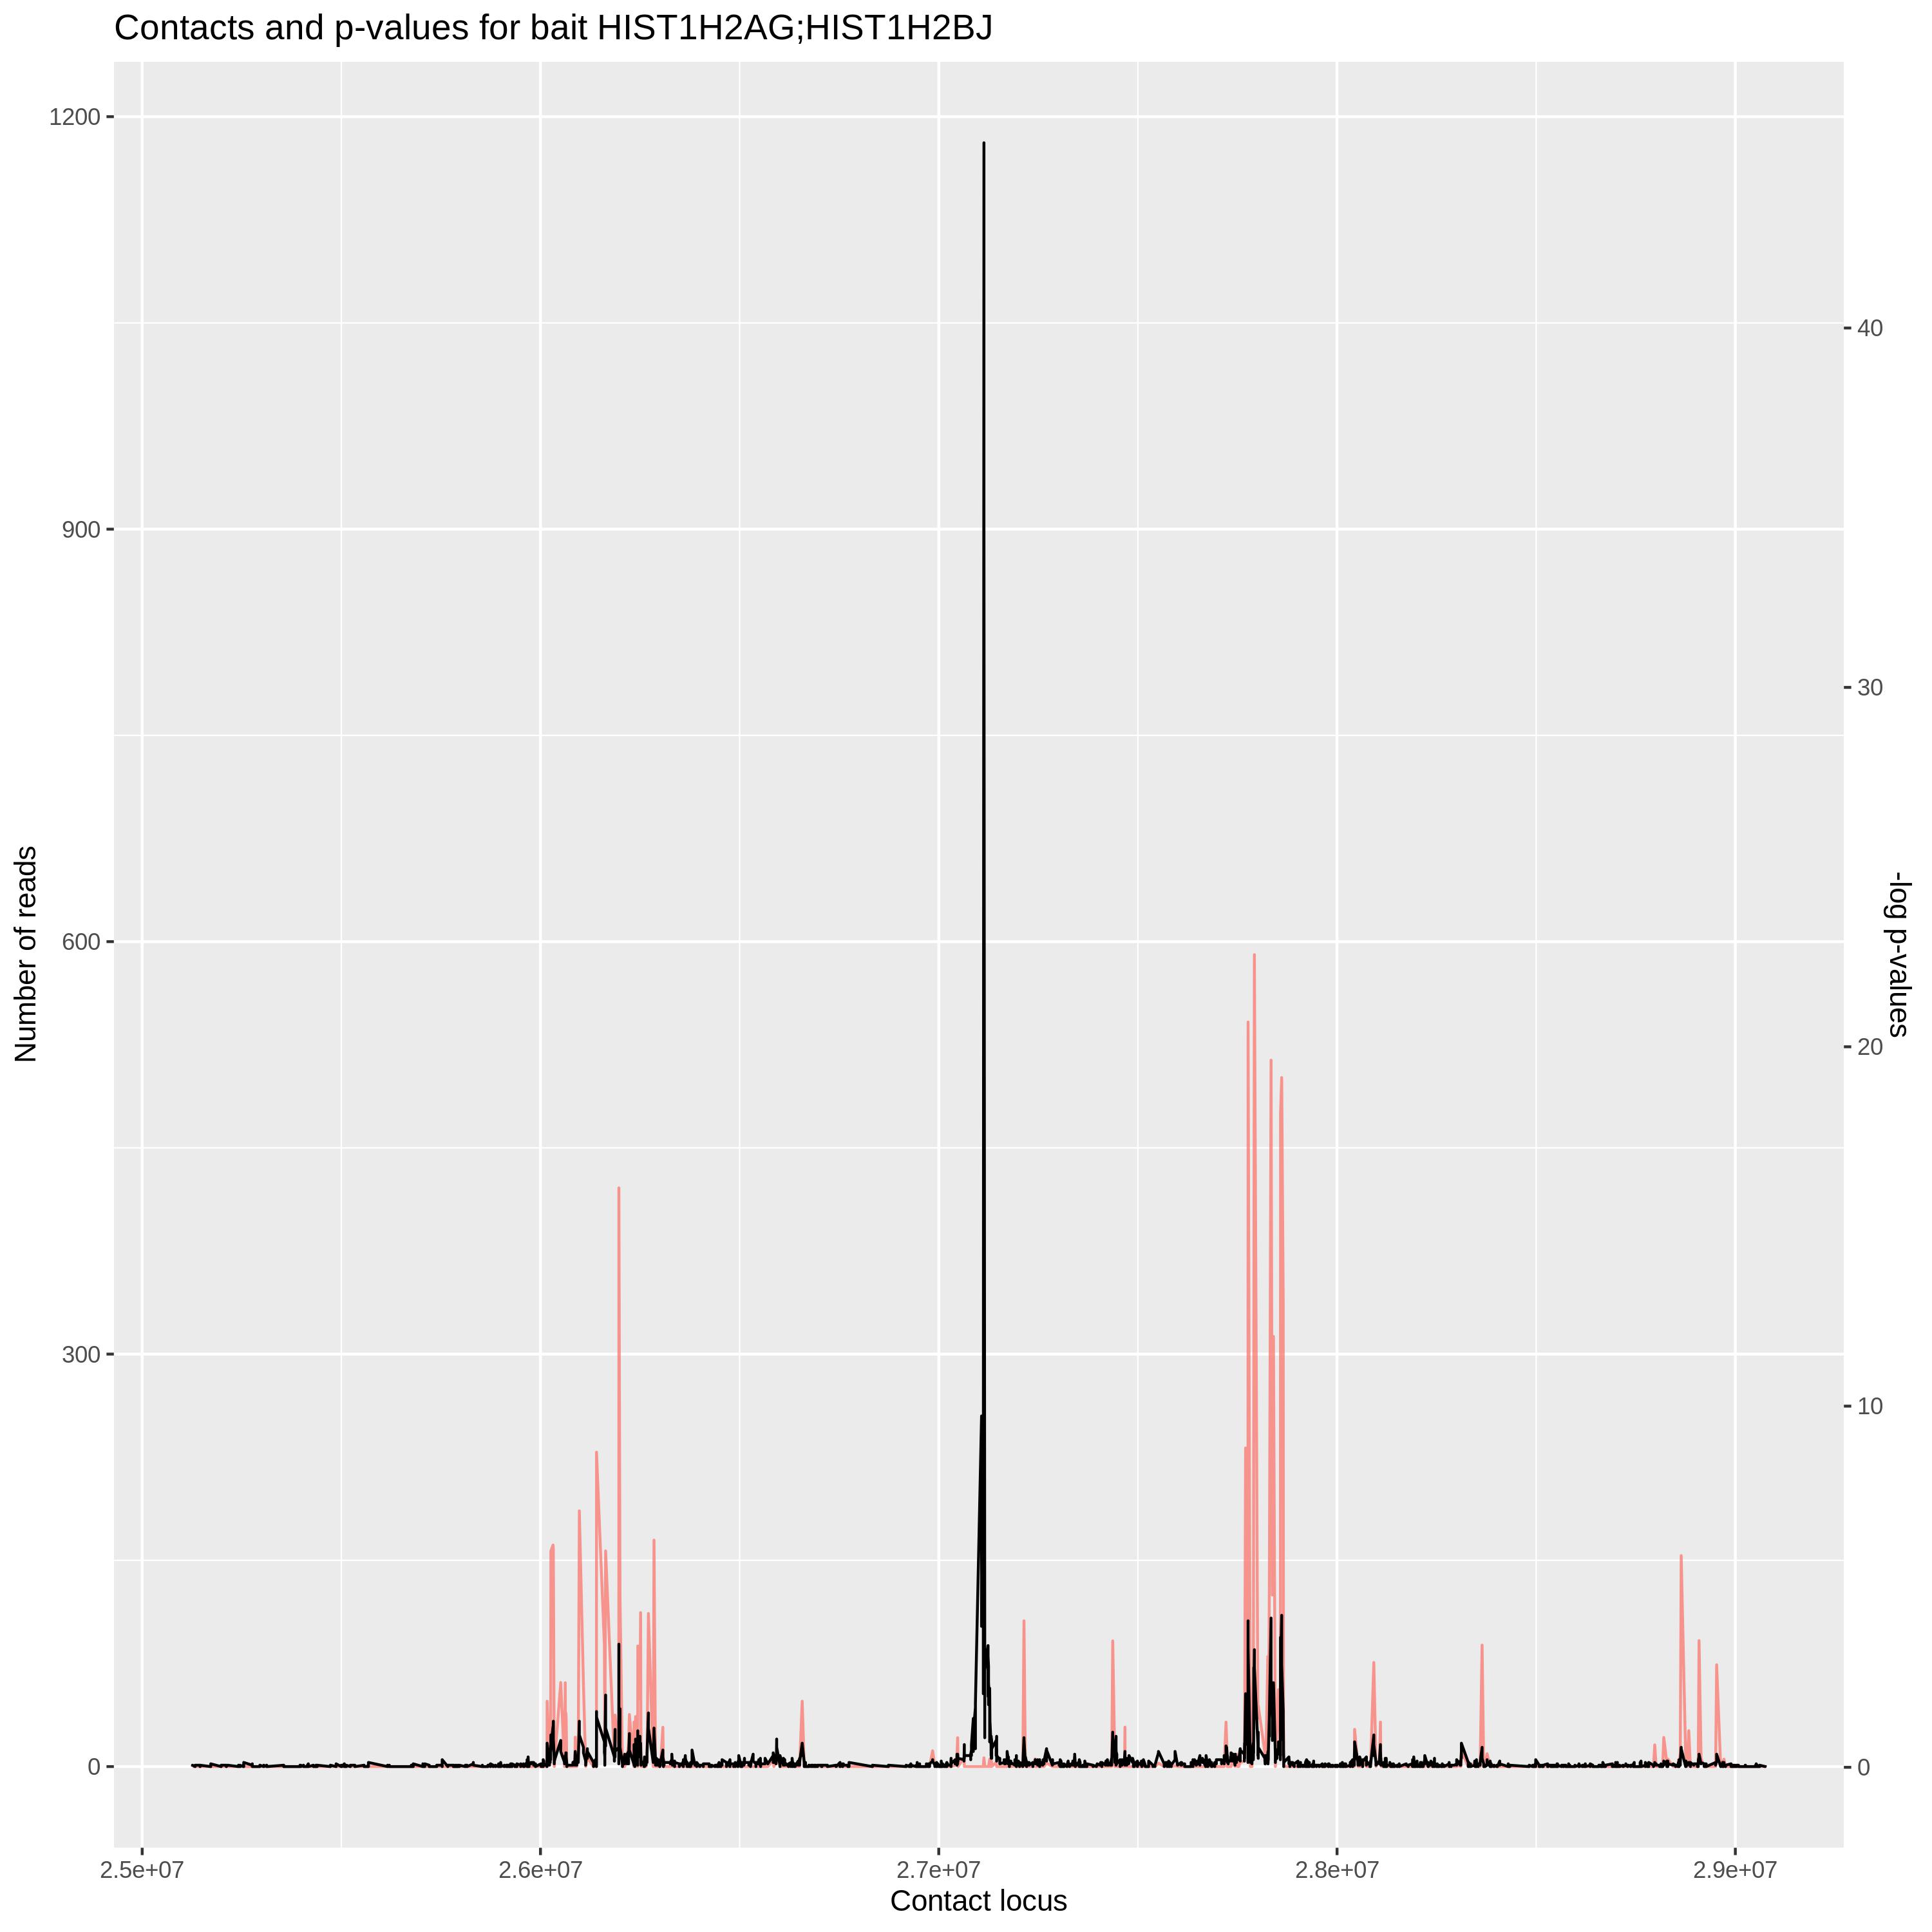 Contacts and p-values for bait HIST1H2AG;HIST1H2BJ
1200
900
600
300
0
Number of reads
40
30
20
10
0
-log p-values
2.5e+07 2.6e+07 2.7e+07 2.8e+07 2.9e+07
Contact locus